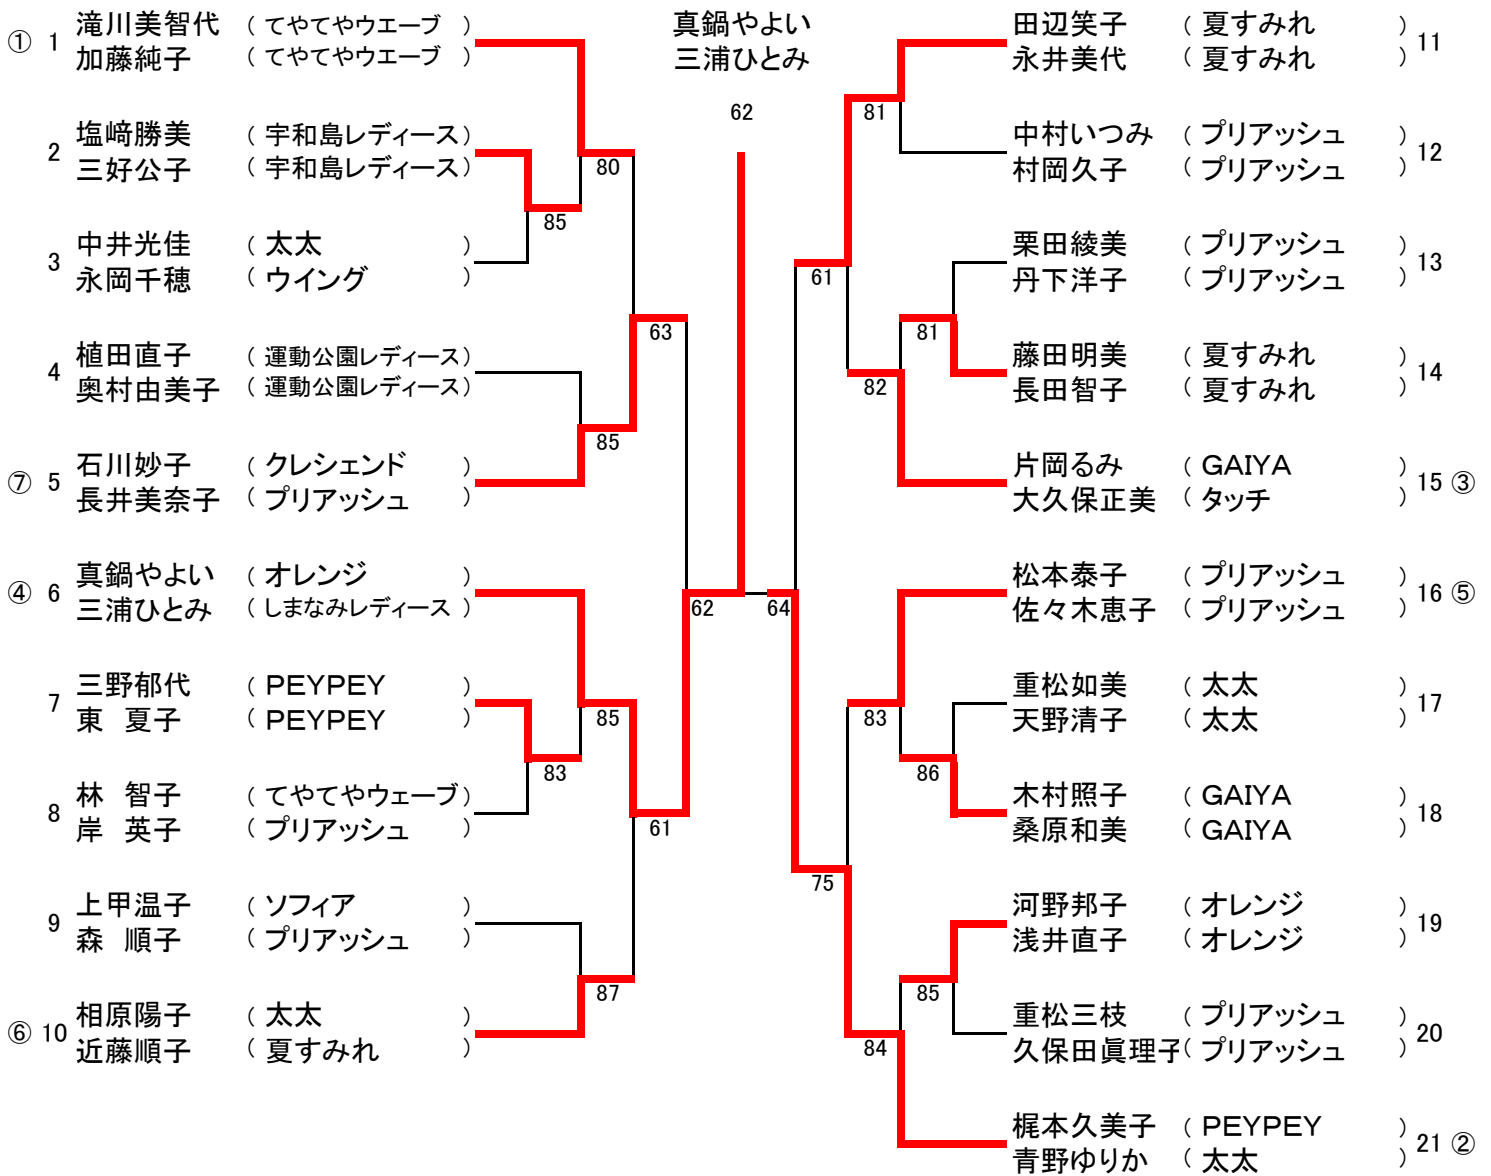 ① 1 滝川美智代 ( てやてやウエーブ )
加藤純子 ( てやてやウエーブ )
2 塩﨑勝美 ( 宇和島レディース )
三好公子 ( 宇和島レディース )
3 中井光佳 ( 太太 )
永岡千穂 ( ウイング )
4 植田直子 ( 運動公園レディース )
奥村由美子 ( 運動公園レディース )
⑦ 5 石川妙子 ( クレシェンド )
長井美奈子 ( プリアッシュ )
④ 6 真鍋やよい ( オレンジ )
三浦ひとみ ( しまなみレディース )
7 三野郁代 ( PEYPEY )
東 夏子 ( PEYPEY )
8 林 智子 ( てやてやウェーブ )
岸 英子 ( プリアッシュ )
9 上甲温子 ( ソフィア )
森 順子 ( プリアッシュ )
⑥ 10 相原陽子 ( 太太 )
近藤順子 ( 夏すみれ )
80
85
63
85
62
85
83
61
87
真鍋やよい
三浦ひとみ
62
81
61
81
82
64
83
86
75
85
84
田辺笑子 ( 夏すみれ ) 11
永井美代 ( 夏すみれ )
中村いつみ ( プリアッシュ ) 12
村岡久子 ( プリアッシュ )
栗田綾美 ( プリアッシュ ) 13
丹下洋子 ( プリアッシュ )
藤田明美 ( 夏すみれ ) 14
長田智子 ( 夏すみれ )
片岡るみ ( GAIYA ) 15 ③
大久保正美 ( タッチ )
松本泰子 ( プリアッシュ ) 16 ⑤
佐々木恵子 ( プリアッシュ )
重松如美 ( 太太 ) 17
天野清子 ( 太太 )
木村照子 ( GAIYA ) 18
桑原和美 ( GAIYA )
河野邦子 ( オレンジ ) 19
浅井直子 ( オレンジ )
重松三枝 ( プリアッシュ ) 20
久保田眞理子 ( プリアッシュ )
梶本久美子 ( PEYPEY ) 21 ②
青野ゆりか ( 太太 )